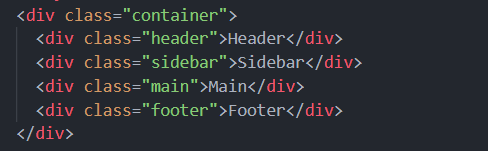 <div class="container">
  <div class="header">Header</div>
  <div class="sidebar">Sidebar</div>
  <div class="main">Main</div>
  <div class="footer">Footer</div>
</div>